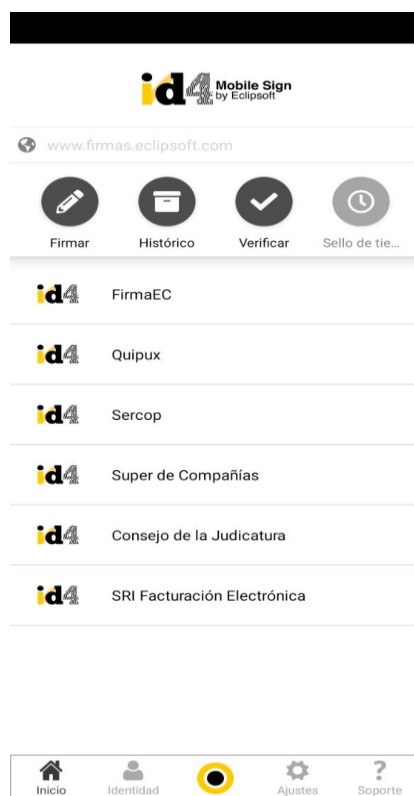 id4 Mobile Sign
by Eclipsoft
www.firmas.eclipsoft.com
Firmar Histórico Verificar Sello de tie...
id4 FirmaEC
id4 Quipux
id4 Sercop
id4 Super de Compañías
id4 Consejo de la Judicatura
id4 SRI Facturación Electrónica
Inicio Identidad Ajustes Soporte